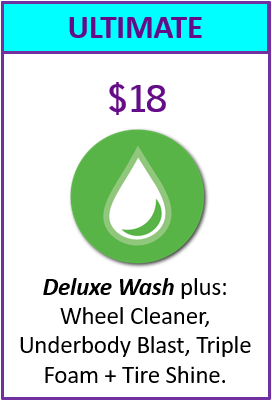 ULTIMATE
$18
Deluxe Wash plus:
Wheel Cleaner,
Underbody Blast, Triple
Foam + Tire Shine.